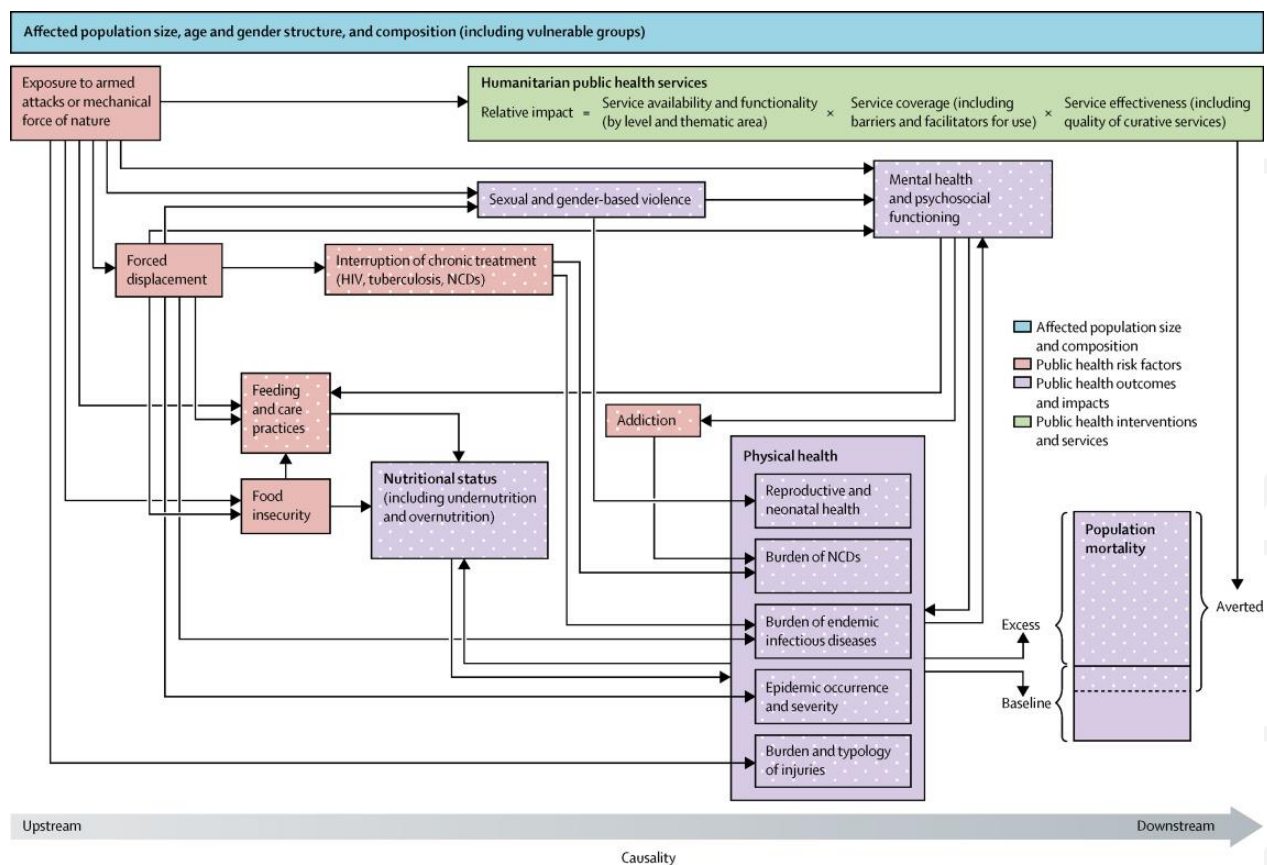 Affected population size, age and gender structure, and composition (including vulnerable groups)
Exposure to armed
attacks or mechanical
force of nature
Humanitarian public health services
Relative impact = Service availability and functionality
(by level and thematic area)
× Service coverage (including
barriers and facilitators for use)
× Service effectiveness (including
quality of curative services)
Mental health
and psychosocial
functioning
Sexual and gender-based violence
Forced
displacement
Interruption of chronic treatment
(HIV, tuberculosis, NCDs)
Affected population size
and composition
Public health risk factors
Public health outcomes
and impacts
Public health interventions
and services
Feeding
and care
practices
Addiction
Food
insecurity
Nutritional status
(including undernutrition
and overnutrition)
Physical health
Reproductive and
neonatal health
Burden of NCDs
Burden of endemic
infectious diseases
Epidemic occurrence
and severity
Burden and typology
of injuries
Population
mortality
Averted
Excess
Baseline
Upstream
Downstream
Causality